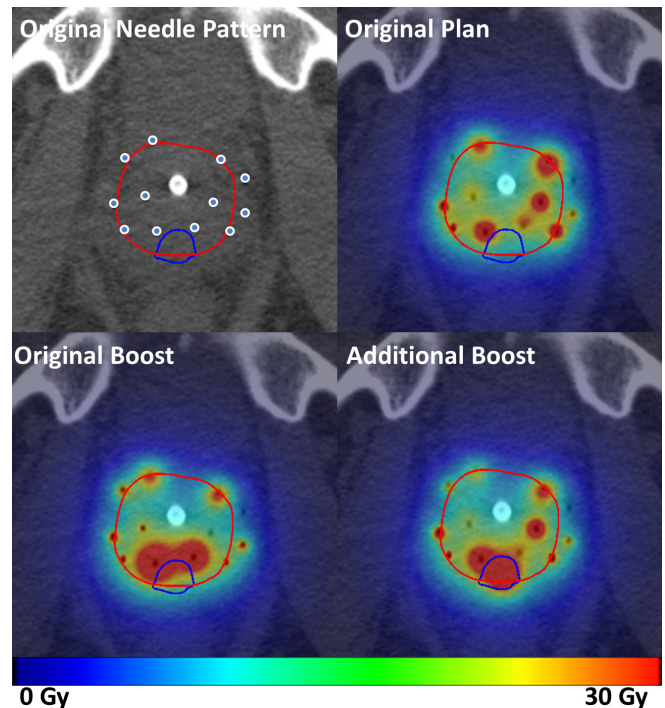 Original Needle Pattern
Original Plan
Original Boost
Additional Boost
0 Gy
30 Gy